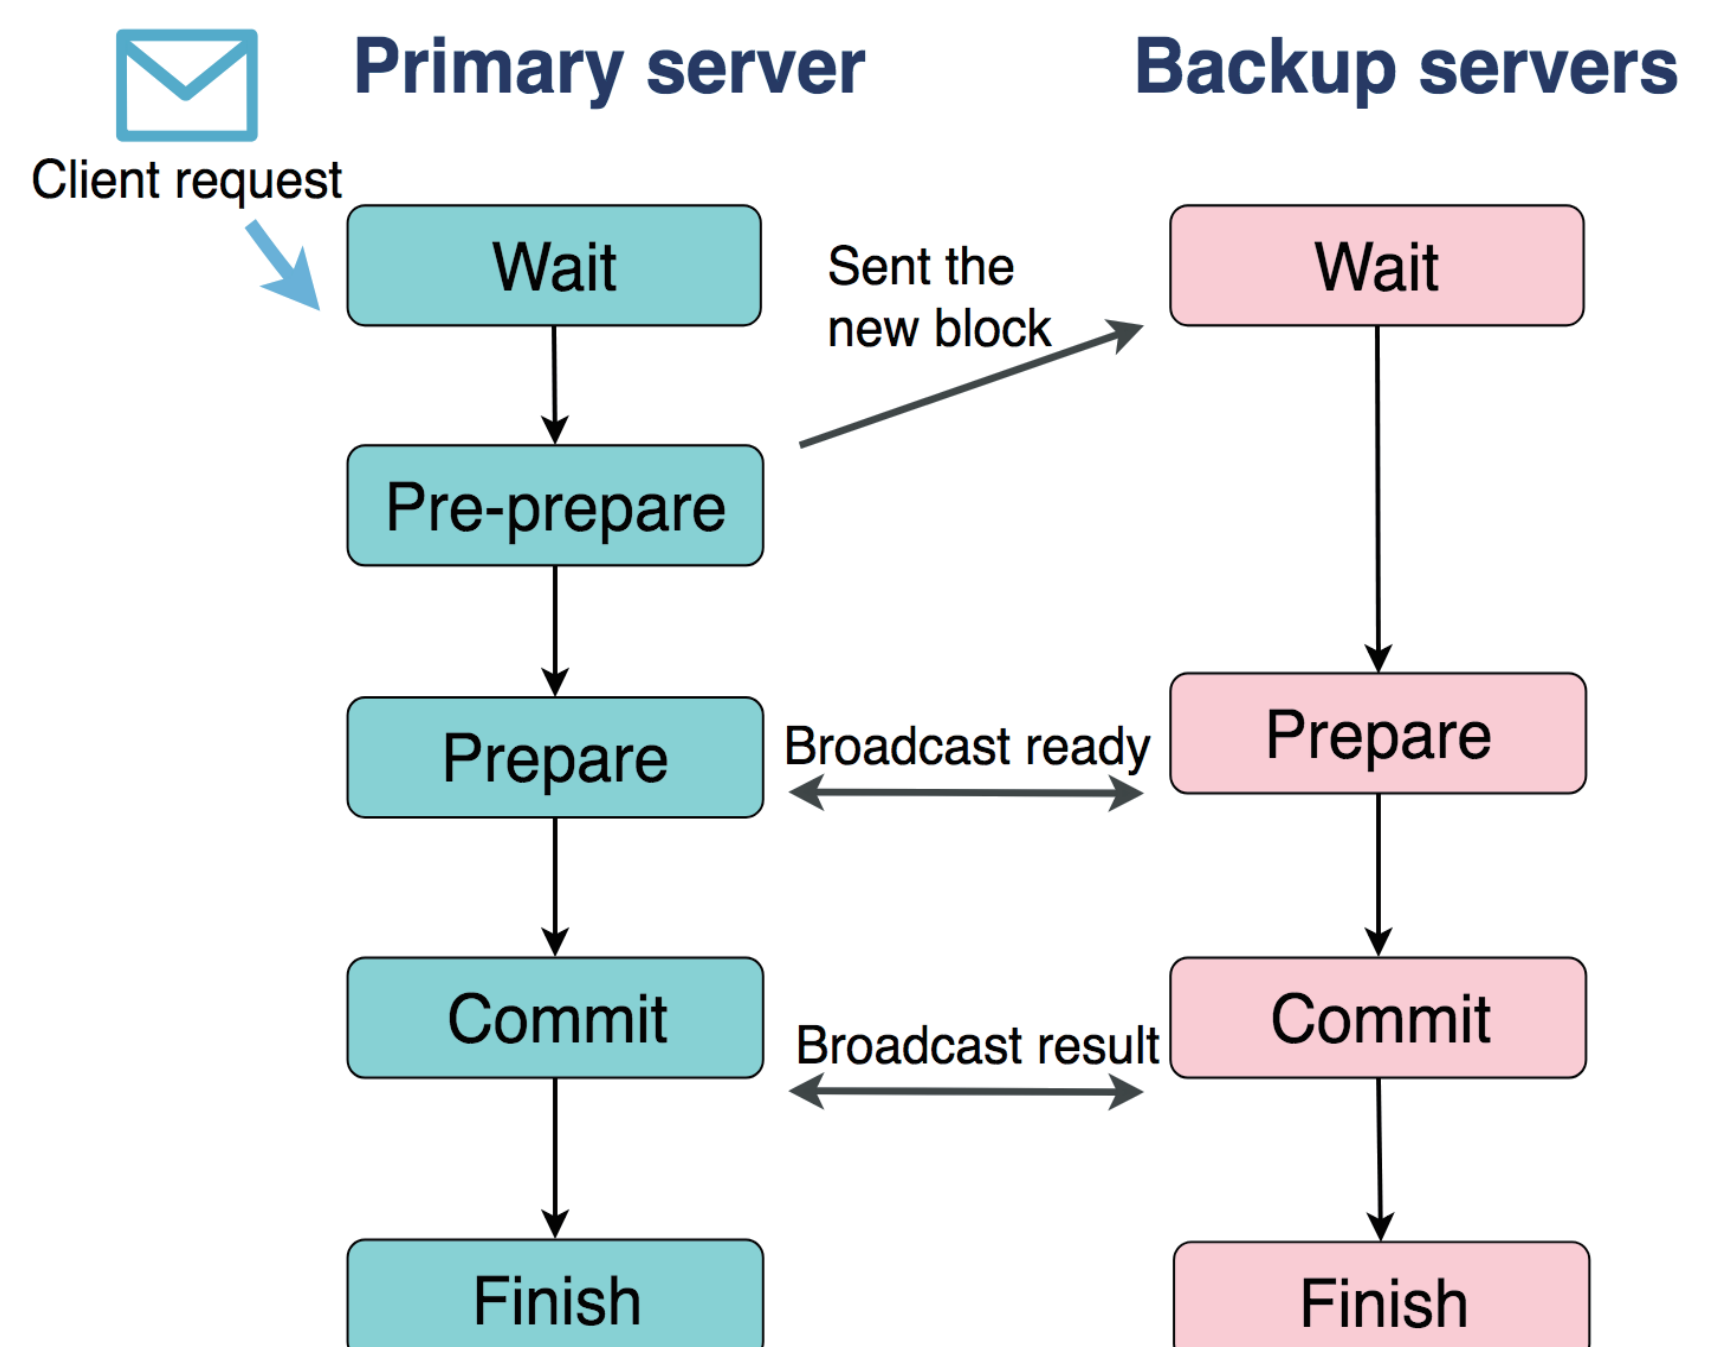 Primary server
Backup servers
Client request
Wait
Sent the
new block
Wait
Pre-prepare
Prepare
Broadcast ready
Prepare
Commit
Broadcast result
Commit
Finish
Finish